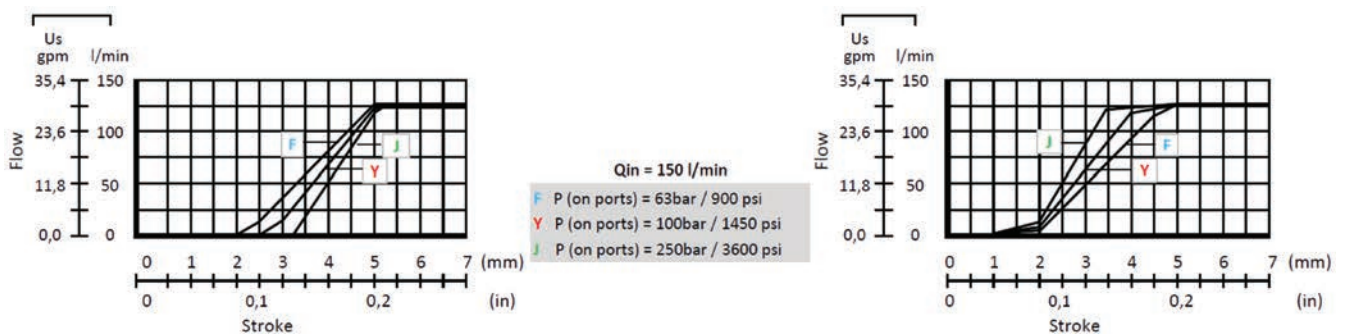 Us
gpm l/min
35,4 150
23,6 100
11,8 50
0,0 0
Flow
F
J
Y
0 1 2 3 4 5 6 7 (mm)
0 0,1 0,2 (in)
Stroke
Qin = 150 l/min
F P (on ports) = 63bar / 900 psi
Y P (on ports) = 100bar / 1450 psi
J P (on ports) = 250bar / 3600 psi
Us
gpm l/min
35,4 150
23,6 100
11,8 50
0,0 0
Flow
J
F
Y
0 1 2 3 4 5 6 7 (mm)
0 0,1 0,2 (in)
Stroke